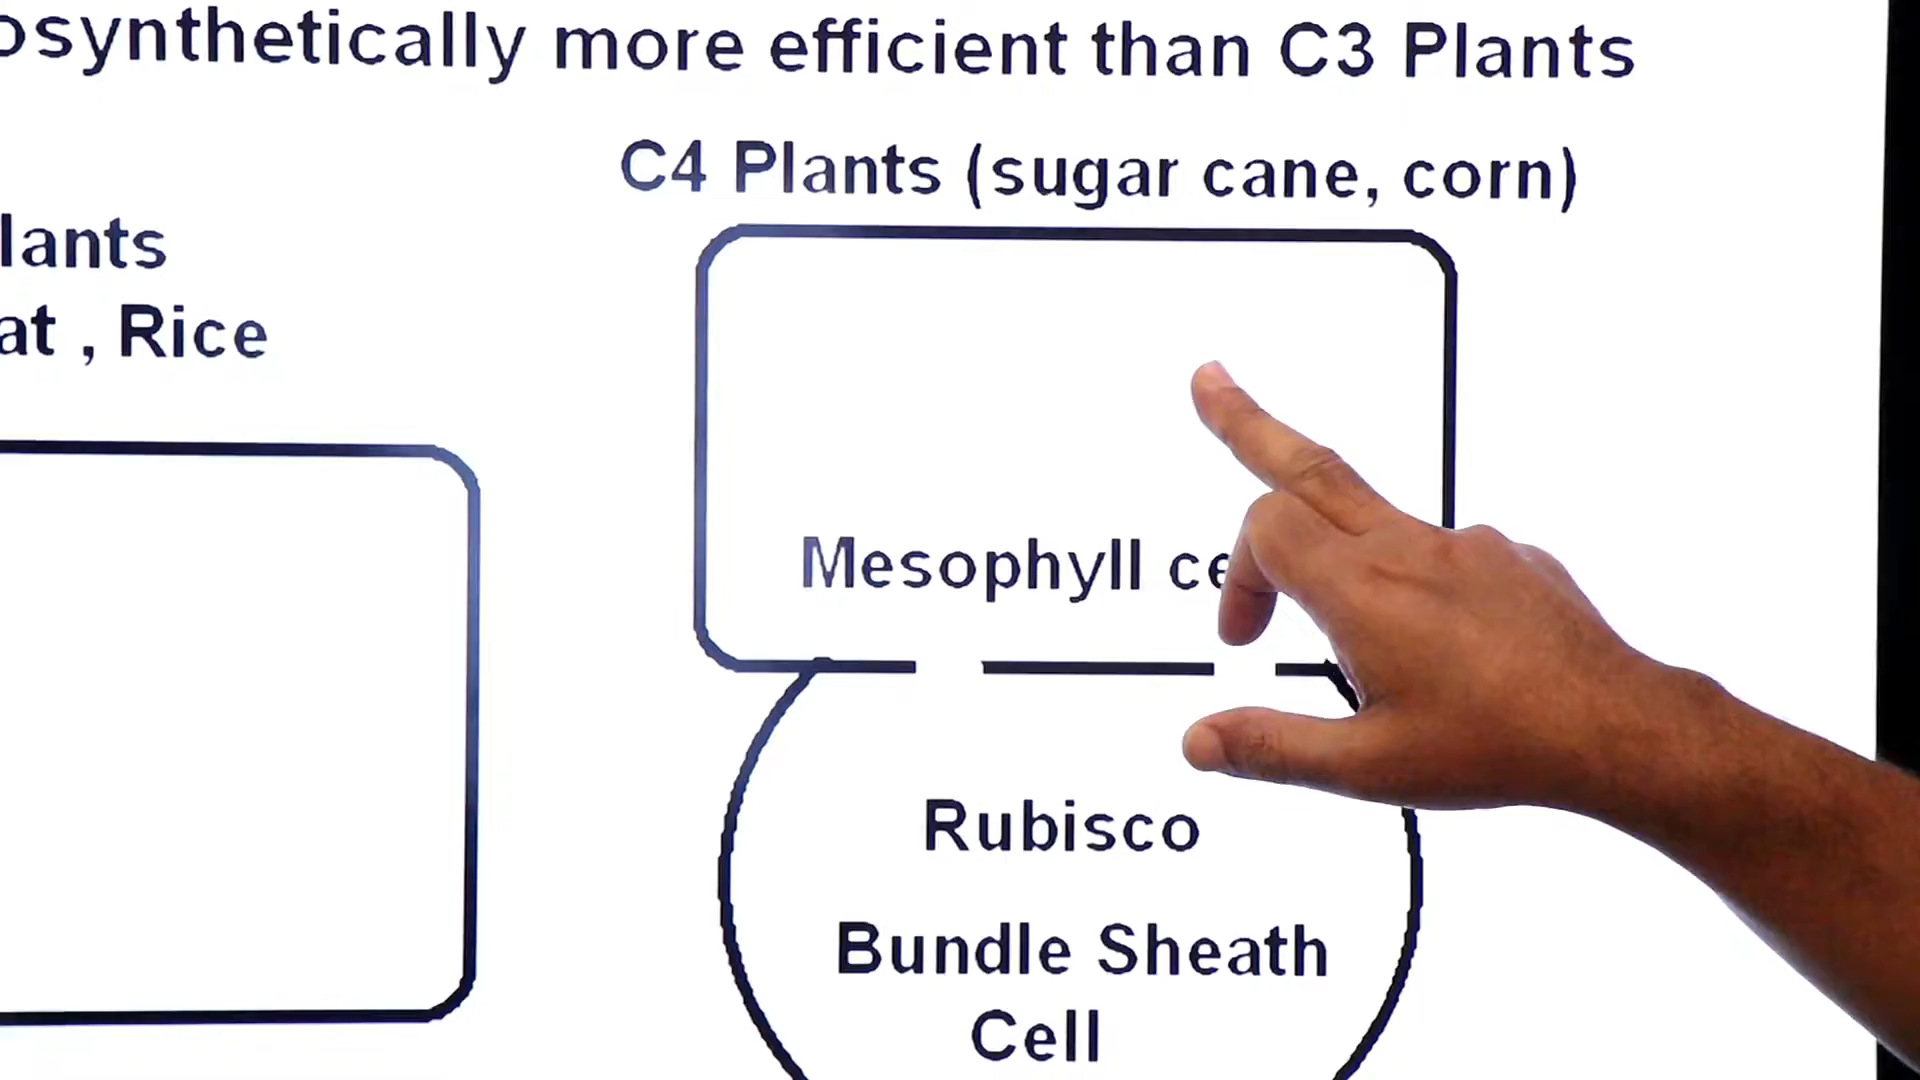 osynthetically more efficient than C3 Plants
C4 Plants (sugar cane, corn)
lants
at , Rice
Mesophyll ce
Rubisco
Bundle Sheath
Cell